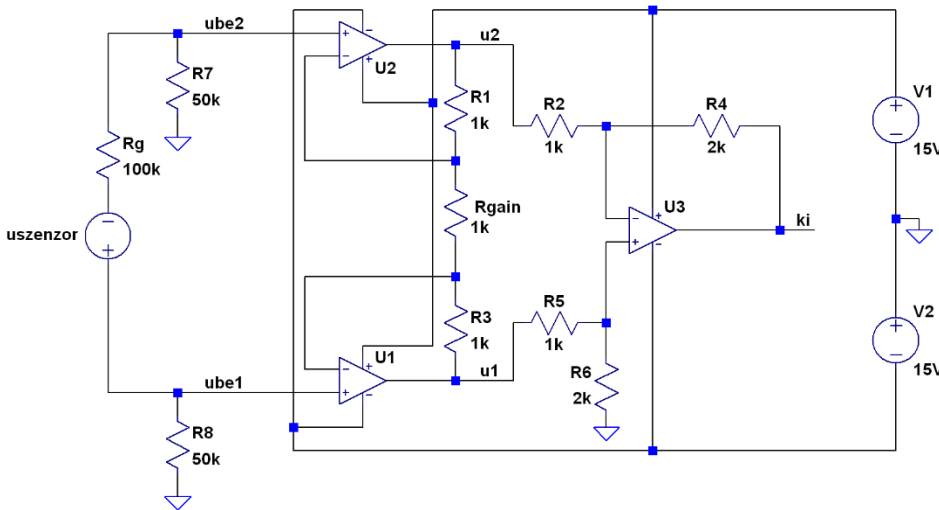 ube2
R7
50k
Rg
100k
uszenzor
ube1
R8
50k
+
−
U2
+
u2
R1
1k
Rgain
1k
R3
1k
U1
+
−
+
−
u1
R2
1k
R4
2k
U3
−
+
+
−
ki
R5
1k
R6
2k
V1
+
−
15V
V2
+
−
15V
−
+
−